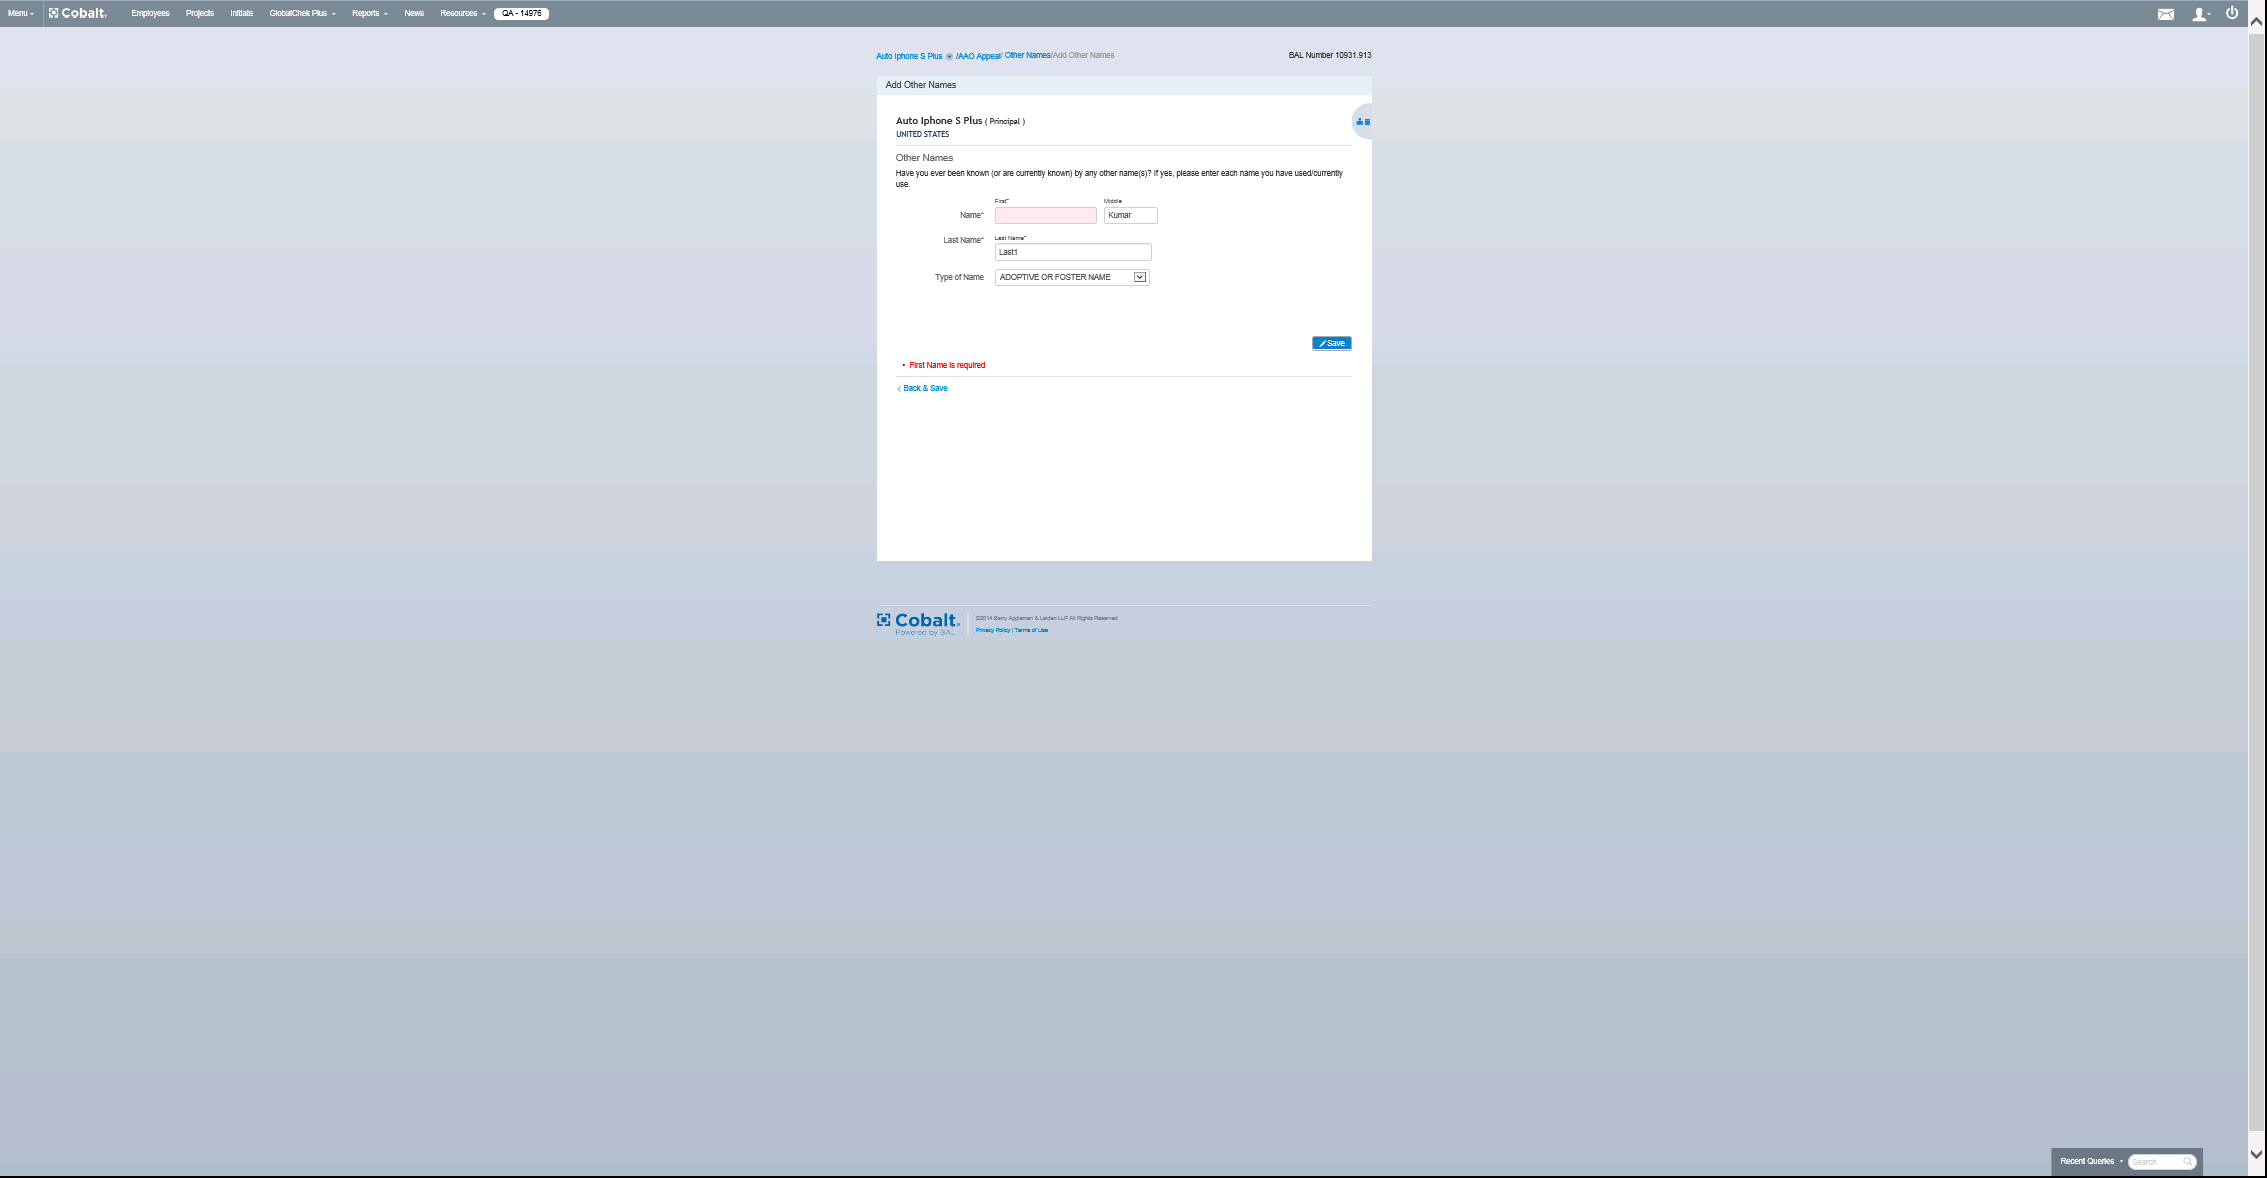 Menu Cobalt. Employees Projects Initiate GlobalChek Plus Reports News Resources QA - 14976
Auto Iphone S Plus /AAO Appeal/ Other Names/Add Other Names BAL Number 10931.913
Add Other Names
Auto Iphone S Plus ( Principal )
UNITED STATES
Other Names
Have you ever been known (or are currently known) by any other name(s)? If yes, please enter each name you have used/currently
use.
First* Middle
Name* Kumar
Last Name* Last Name*
Last1
Type of Name ADOPTIVE OR FOSTER NAME
Save
• First Name is required
Back & Save
Cobalt. ©2014 Barry Appleman & Leiden LLP All Rights Reserved
Powered by BAL Privacy Policy | Terms of Use
Recent Queries Search